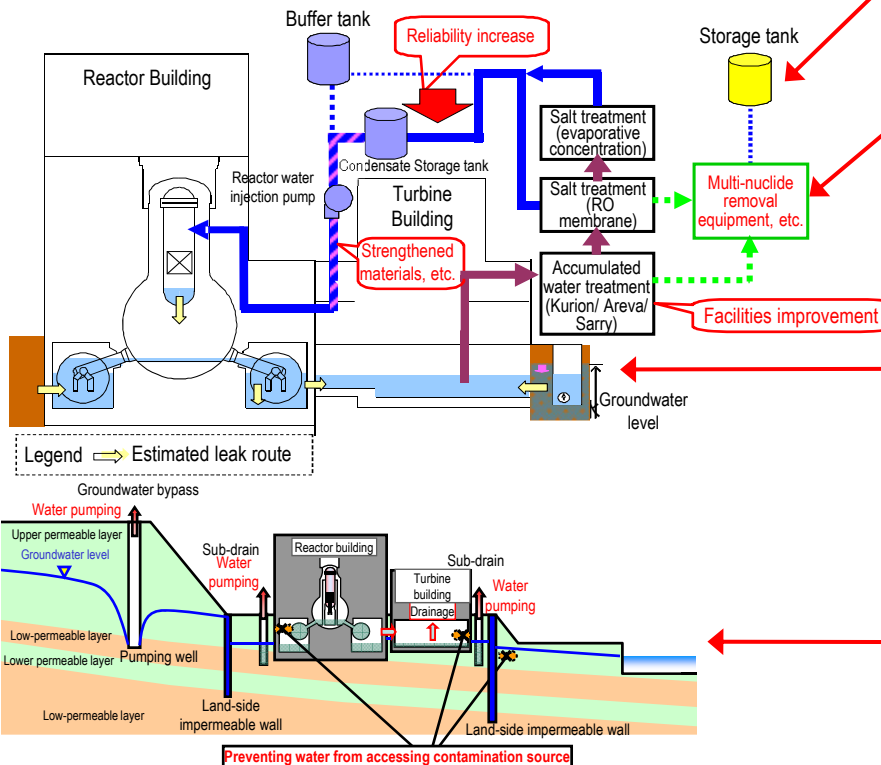 Buffer tank
Reliability increase
Storage tank
Reactor Building
Salt treatment
(evaporative
concentration)
Condensate Storage tank
Reactor water
injection pump
Turbine
Building
Salt treatment
(RO
membrane)
Multi-nuclide
removal
equipment, etc.
Strengthened
materials, etc.
Accumulated
water treatment
(Kurion/ Areva/
Sarry)
Facilities improvement
Groundwater
level
Legend
Estimated leak route
Groundwater bypass
Water pumping
Upper permeable layer
Groundwater level
Sub-drain
Water
pumping
Reactor building
Sub-drain
Turbine
building
Drainage
Water
pumping
Low-permeable layer
Lower permeable layer
Pumping well
Low-permeable layer
Land-side
impermeable wall
Land-side impermeable wall
Preventing water from accessing contamination source